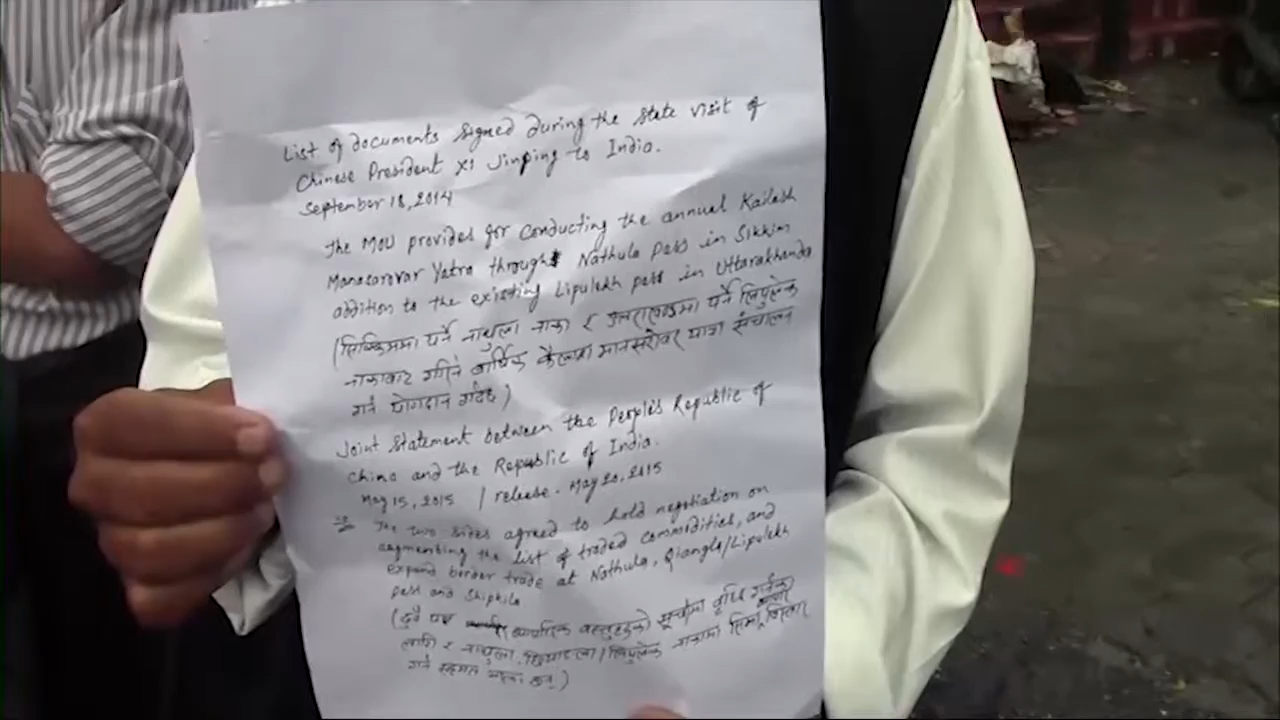 List of documents signed during the state visit of
Chinese President Xi Jinping to India.
September 18, 2014
The MOU provides for conducting the annual Kailash
Manasarovar Yatra through Nathula Pass in Sikkim
addition to the existing Lipulekh pass in Uttarakhanda
(सिक्किममा पर्ने नाथुला नाका र उत्तराखण्डमा पर्ने लिपुलेक
नाकाबाट गरिने वार्षिक कैलाश मानसरोवर यात्रा संचालन
गर्न योगदान गर्दछ)
Joint Statement between the People's Republic of
China and the Republic of India.
May 15, 2015 / release - May 20, 2015
The two sides agreed to hold negotiation on
augmenting the list of traded commodities, and
expand border trade at Nathula, Qiangla/Lipulekh
pass and Shipkila
(दुवै पक्ष व्यापारिक वस्तुहरुको सूचीमा वृद्धि गर्नका
लागि र नाथुला, /लिपुलेक नाकामा सिमा विस्तार
गर्न सहमत भएका छन्।)